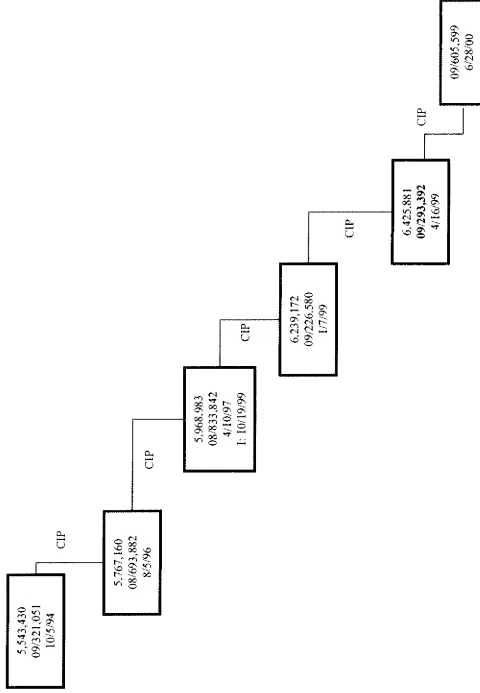 5,543,430
09/321,051
10/5/94
CIP
5,767,160
08/693,882
8/5/96
CIP
5,968,983
08/833,842
4/10/97
I: 10/19/99
CIP
6,239,172
09/226,580
1/7/99
CIP
6,425,881
09/293,392
4/16/99
CIP
09/605,599
6/28/00